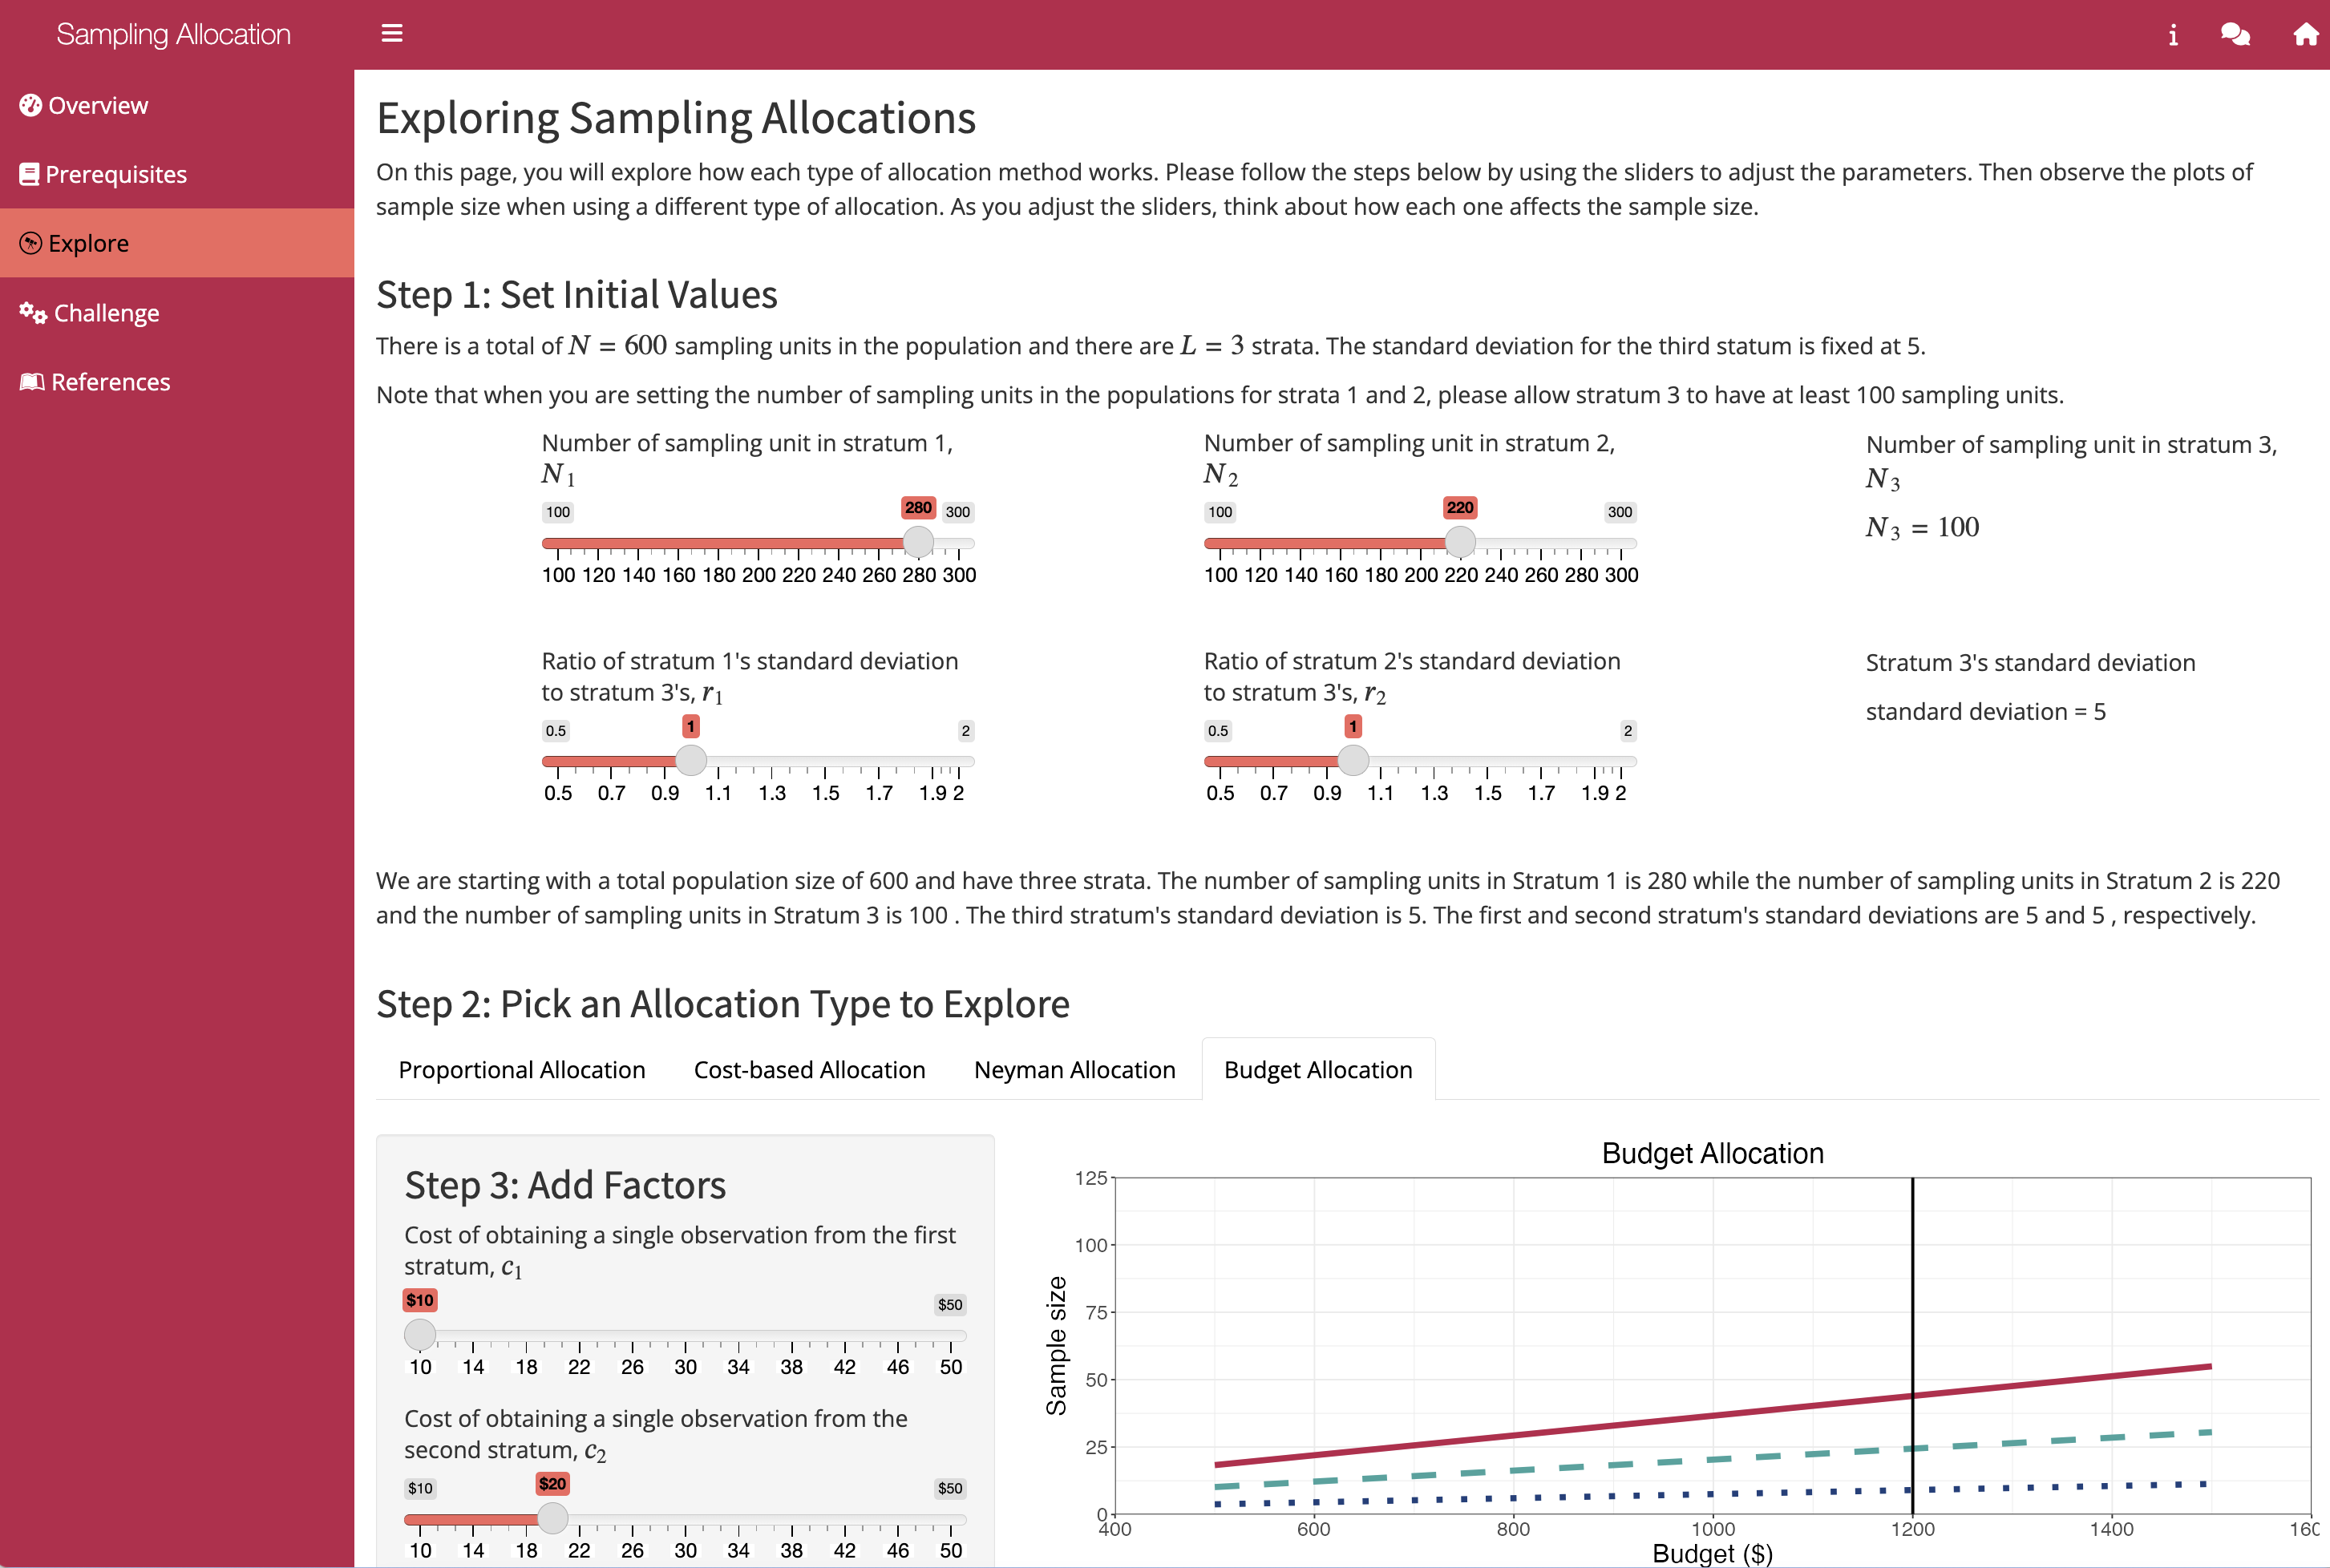 Sampling Allocation
Overview
Prerequisites
Explore
Challenge
References
Exploring Sampling Allocations
On this page, you will explore how each type of allocation method works. Please follow the steps below by using the sliders to adjust the parameters. Then observe the plots of
sample size when using a different type of allocation. As you adjust the sliders, think about how each one affects the sample size.
Step 1: Set Initial Values
There is a total of N = 600 sampling units in the population and there are L = 3 strata. The standard deviation for the third statum is fixed at 5.
Note that when you are setting the number of sampling units in the populations for strata 1 and 2, please allow stratum 3 to have at least 100 sampling units.
Number of sampling unit in stratum 1,
N1
100 280 300
100 120 140 160 180 200 220 240 260 280 300
Number of sampling unit in stratum 2,
N2
100 220 300
100 120 140 160 180 200 220 240 260 280 300
Number of sampling unit in stratum 3,
N3
N3 = 100
Ratio of stratum 1's standard deviation
to stratum 3's, r1
0.5 1 2
0.5 0.7 0.9 1.1 1.3 1.5 1.7 1.9 2
Ratio of stratum 2's standard deviation
to stratum 3's, r2
0.5 1 2
0.5 0.7 0.9 1.1 1.3 1.5 1.7 1.9 2
Stratum 3's standard deviation
standard deviation = 5
We are starting with a total population size of 600 and have three strata. The number of sampling units in Stratum 1 is 280 while the number of sampling units in Stratum 2 is 220
and the number of sampling units in Stratum 3 is 100 . The third stratum's standard deviation is 5. The first and second stratum's standard deviations are 5 and 5 , respectively.
Step 2: Pick an Allocation Type to Explore
Proportional Allocation Cost-based Allocation Neyman Allocation Budget Allocation
Step 3: Add Factors
Cost of obtaining a single observation from the first
stratum, c1
$10 $50
10 14 18 22 26 30 34 38 42 46 50
Cost of obtaining a single observation from the
second stratum, c2
$10 $20 $50
10 14 18 22 26 30 34 38 42 46 50
Budget Allocation
Sample size
125
100
75
50
25
0
400 600 800 1000 1200 1400 160
Budget ($)